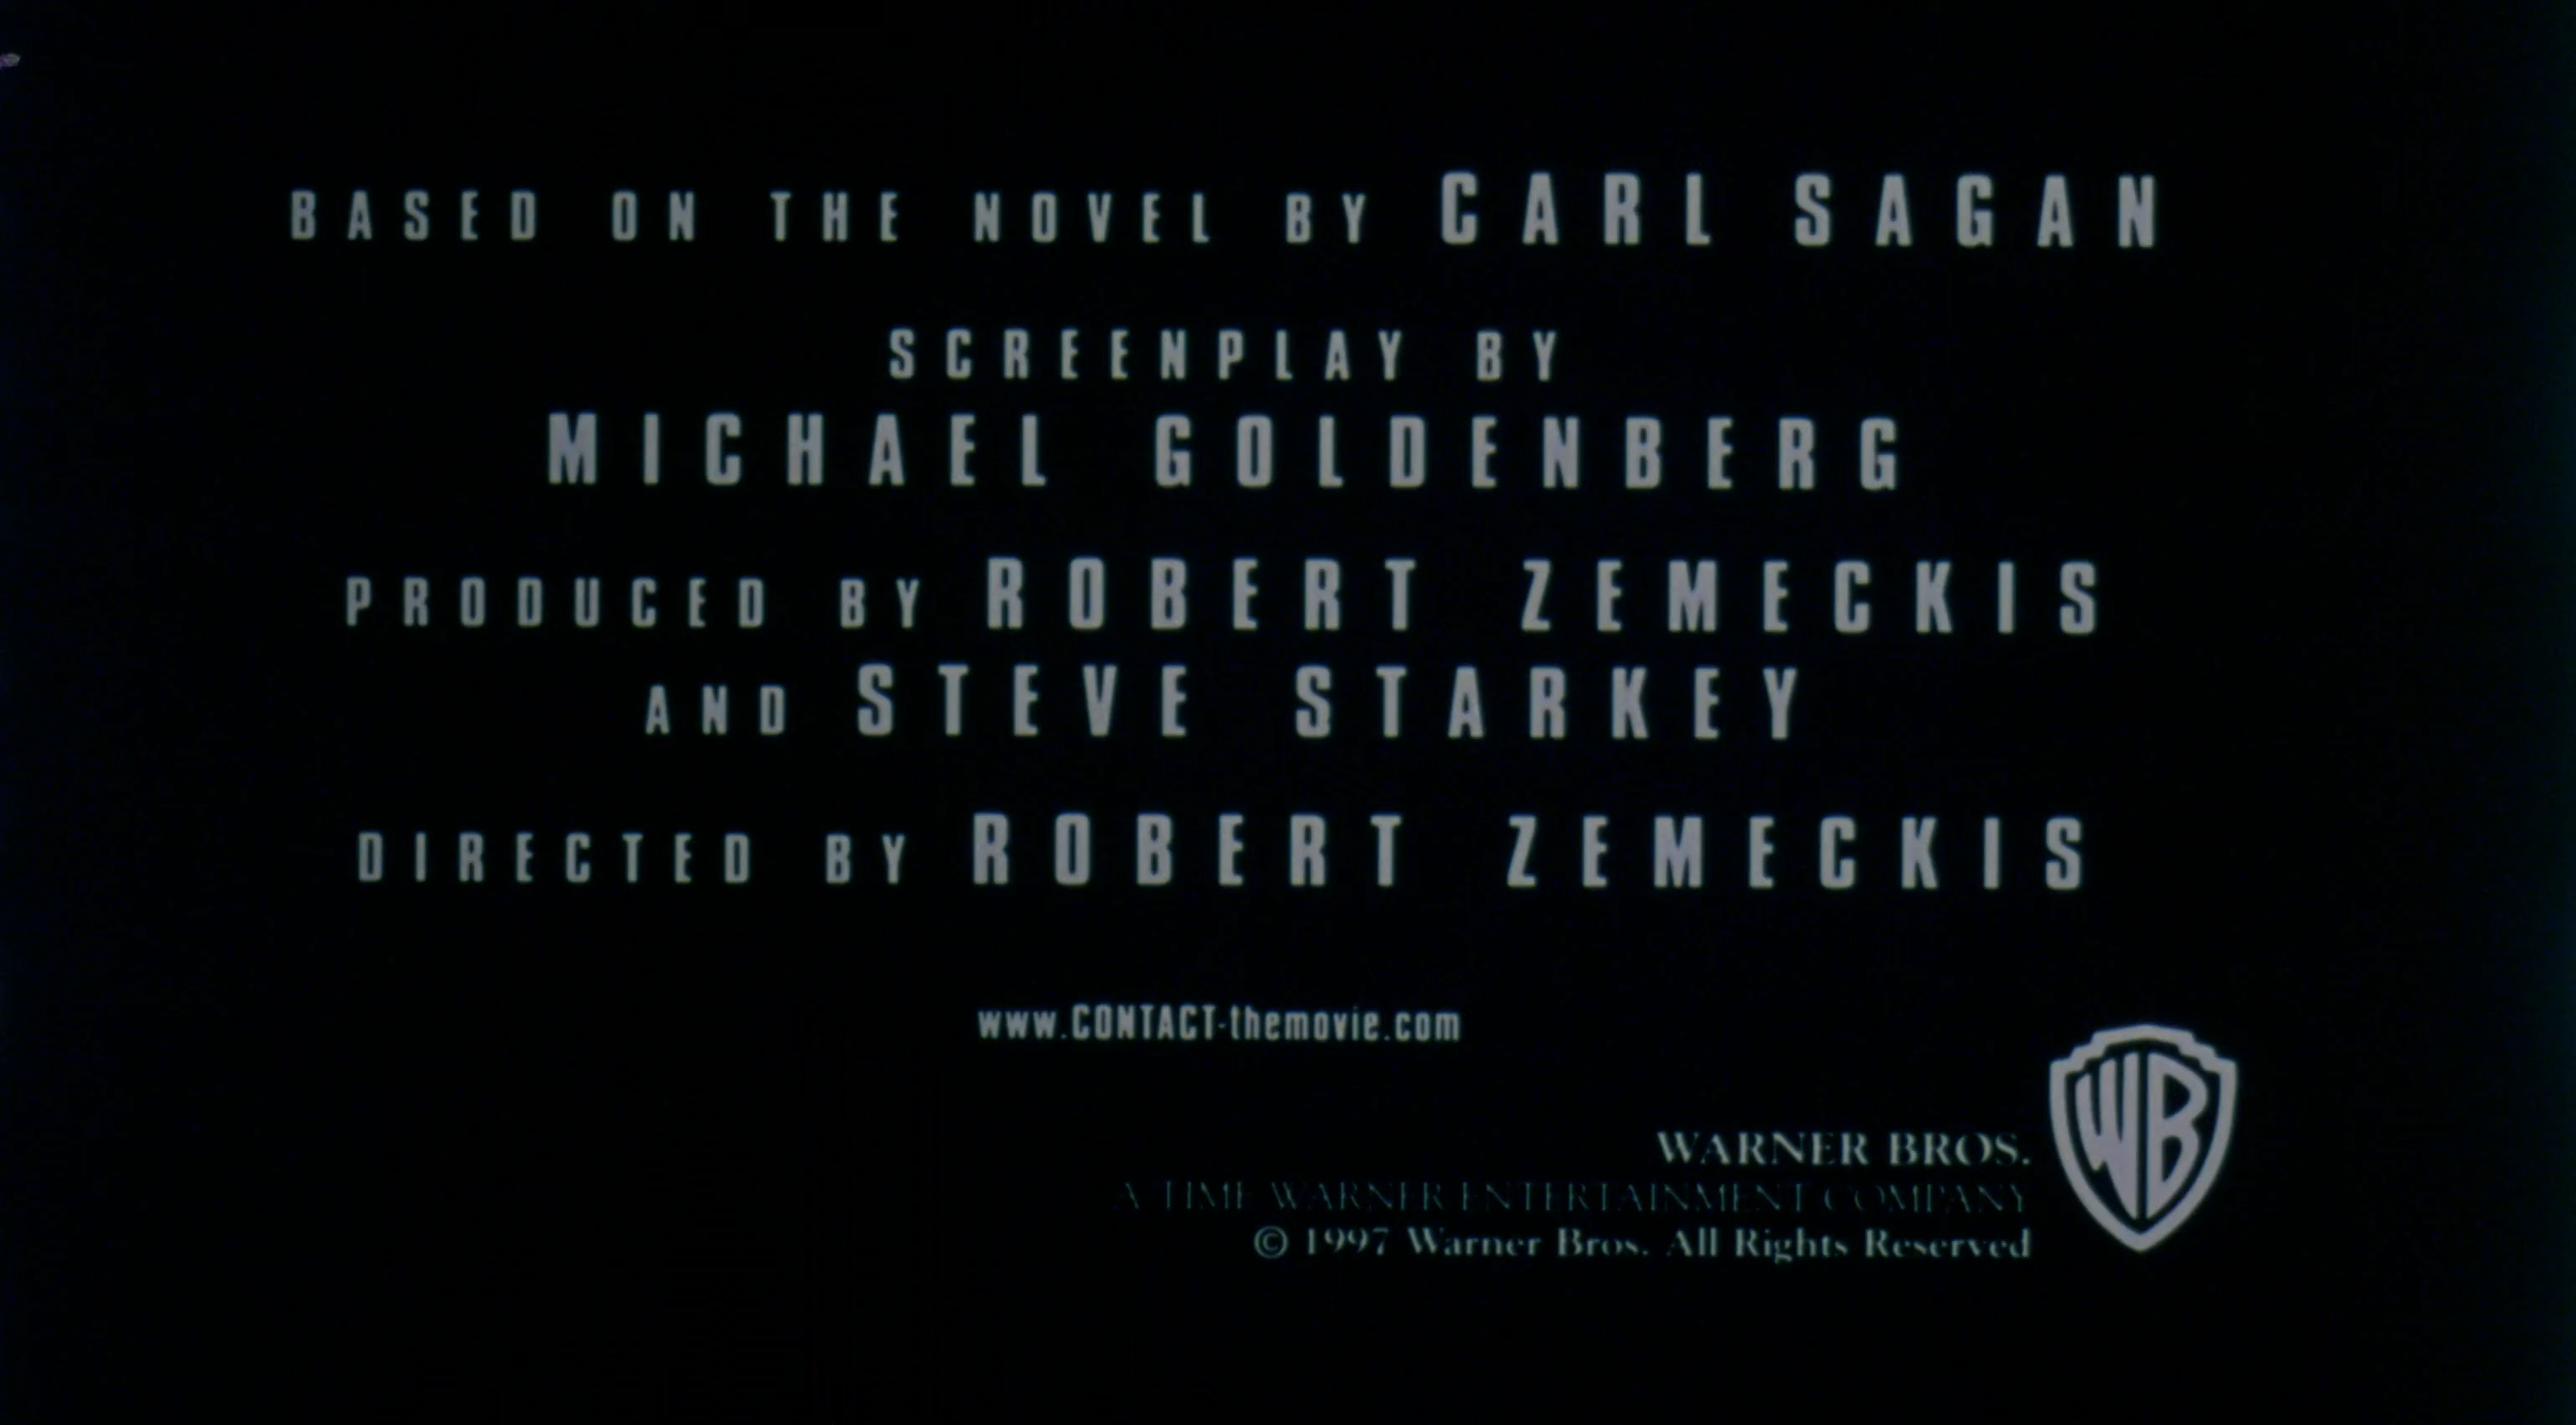 BASED ON THE NOVEL BY CARL SAGAN
SCREENPLAY BY
MICHAEL GOLDENBERG
PRODUCED BY ROBERT ZEMECKIS
AND STEVE STARKEY
DIRECTED BY ROBERT ZEMECKIS
www.CONTACT-themovie.com
WB
WARNER BROS.
A TIME WARNER ENTERTAINMENT COMPANY
© 1997 Warner Bros. All Rights Reserved